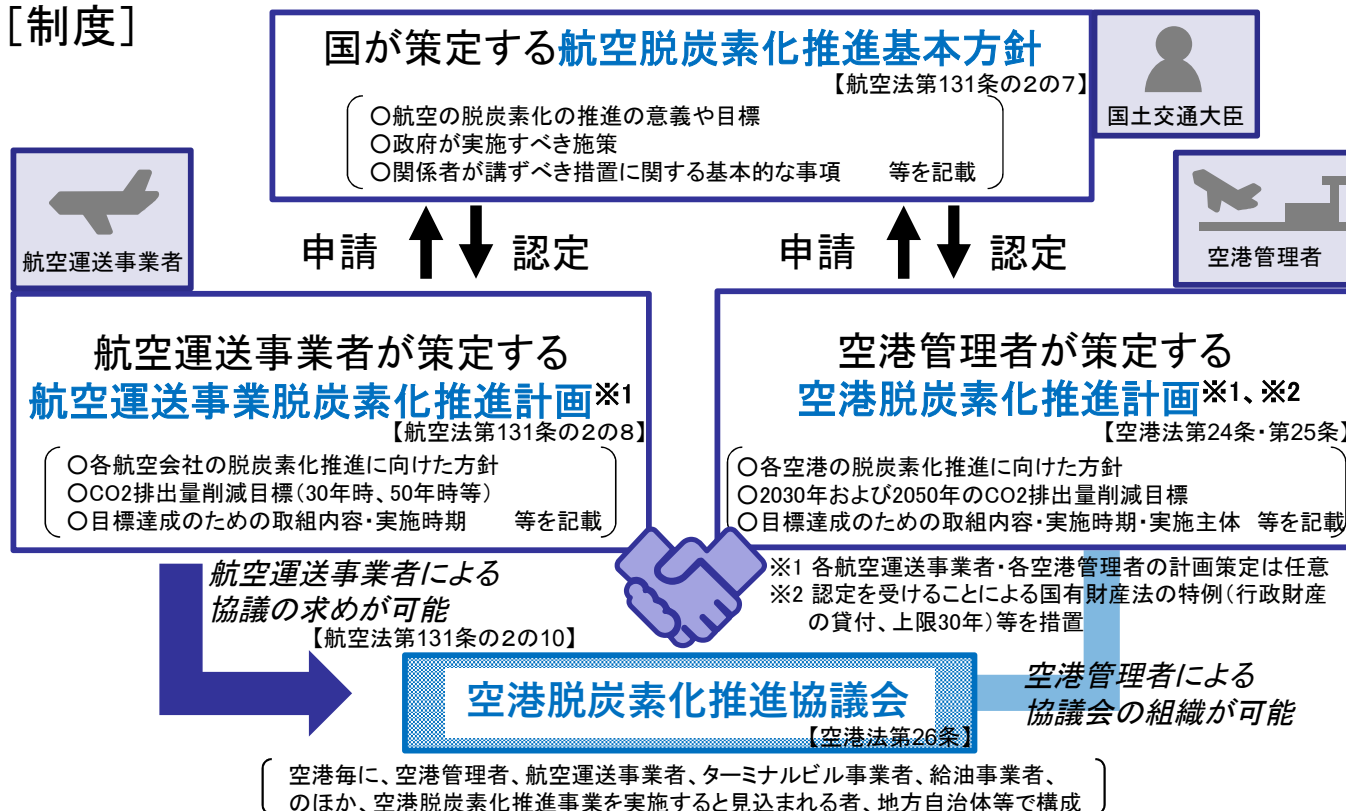 ［制度］
国が策定する航空脱炭素化推進基本方針
【航空法第131条の2の7】
○航空の脱炭素化の推進の意義や目標
○政府が実施すべき施策
○関係者が講ずべき措置に関する基本的な事項　　等を記載
国土交通大臣
航空運送事業者
空港管理者
申請　認定
申請　認定
航空運送事業者が策定する
航空運送事業脱炭素化推進計画※1
【航空法第131条の2の8】
○各航空会社の脱炭素化推進に向けた方針
○CO2排出量削減目標（30年時、50年時等）
○目標達成のための取組内容・実施時期　　等を記載
空港管理者が策定する
空港脱炭素化推進計画※1、※2
【空港法第24条・第25条】
○各空港の脱炭素化推進に向けた方針
○2030年および2050年のCO2排出量削減目標
○目標達成のための取組内容・実施時期・実施主体　等を記載
航空運送事業者による
協議の求めが可能
【航空法第131条の2の10】
※1 各航空運送事業者・各空港管理者の計画策定は任意
※2 認定を受けることによる国有財産法の特例（行政財産
の貸付、上限30年）等を措置
空港脱炭素化推進協議会
【空港法第26条】
空港管理者による
協議会の組織が可能
空港毎に、空港管理者、航空運送事業者、ターミナルビル事業者、給油事業者、
のほか、空港脱炭素化推進事業を実施すると見込まれる者、地方自治体等で構成